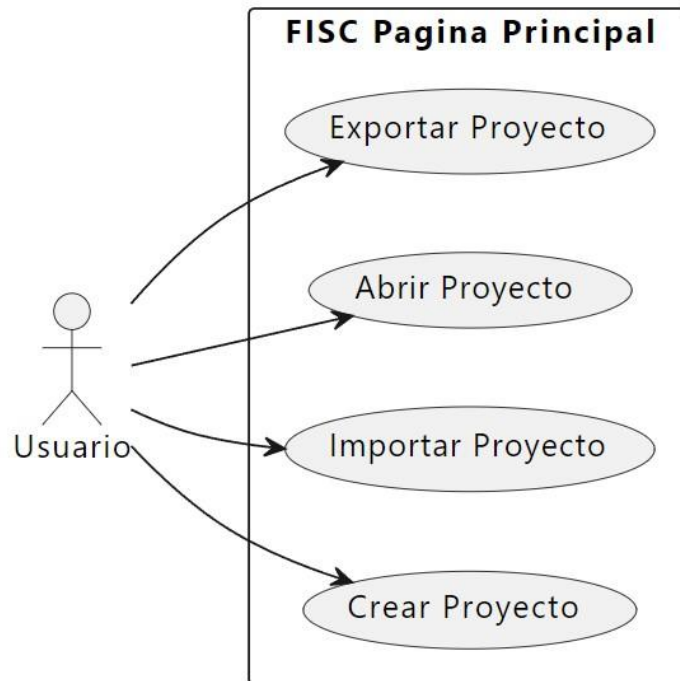 FISC Pagina Principal
Exportar Proyecto
Abrir Proyecto
Usuario
Importar Proyecto
Crear Proyecto